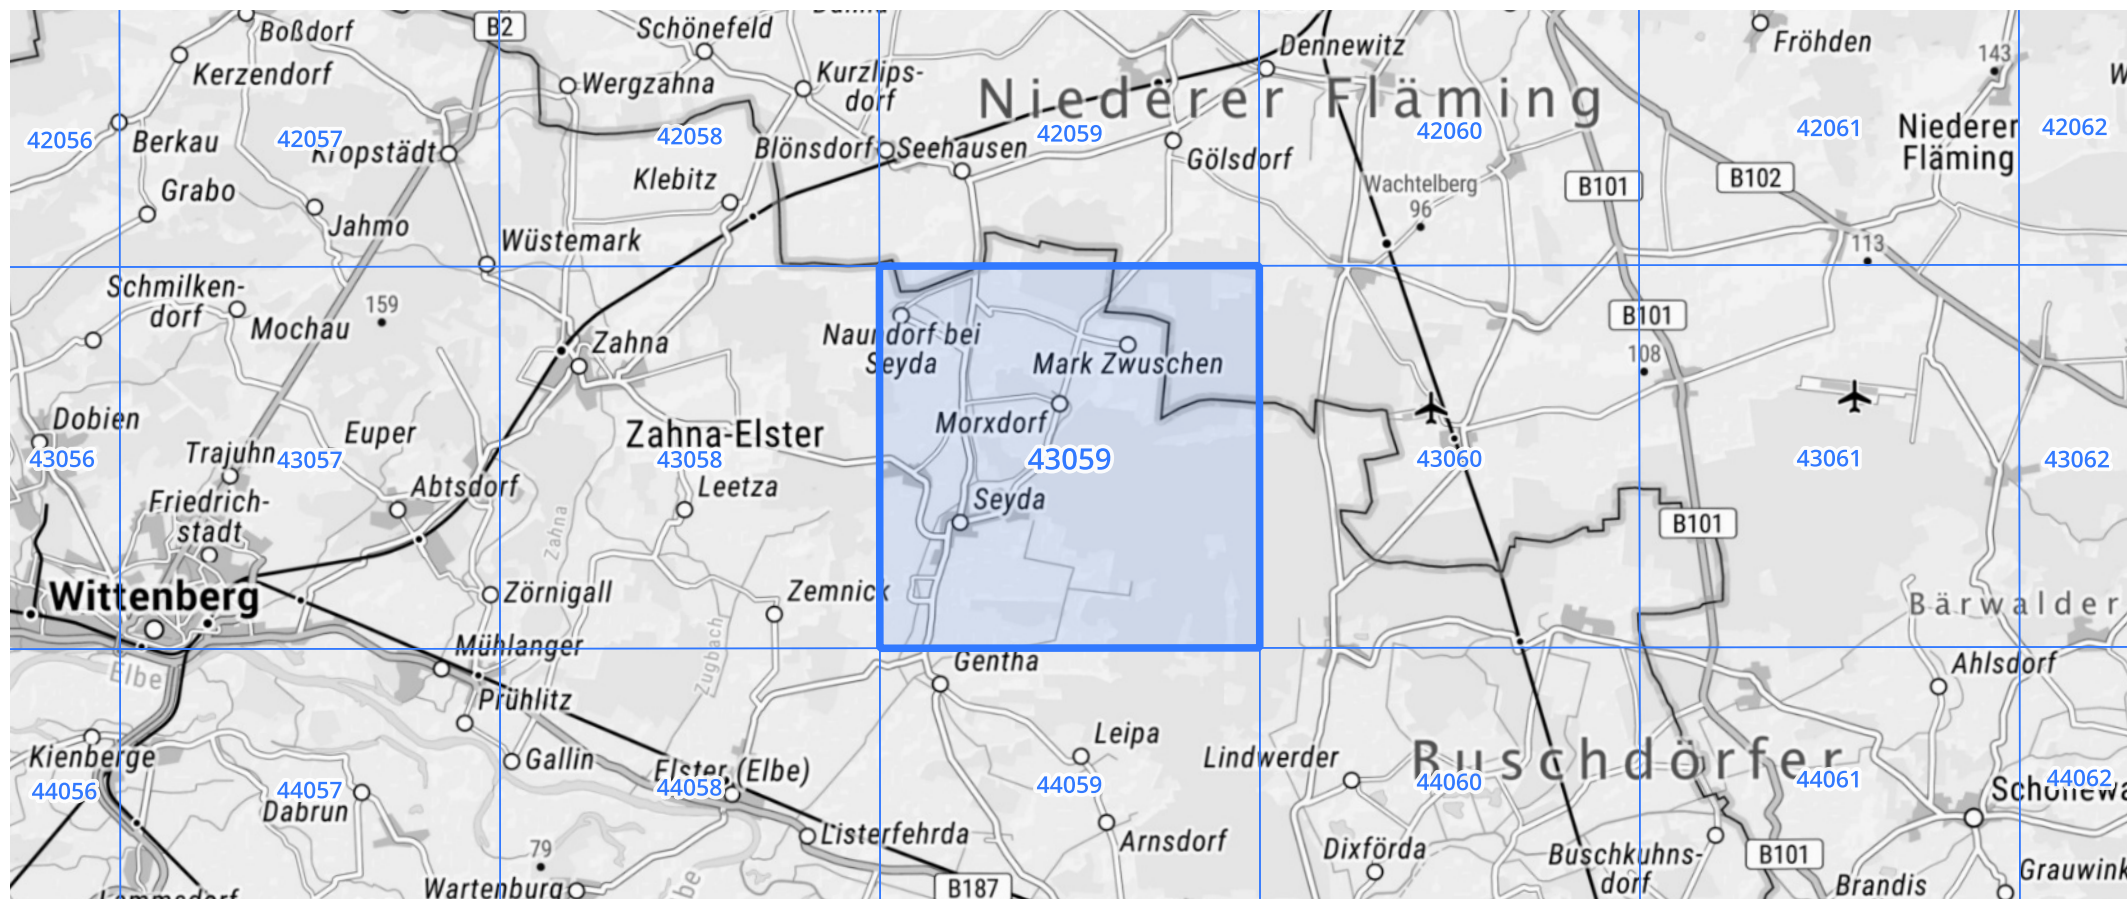 Boßdorf
B2
Schönefeld
Dennewitz
Fröhden
143
Kerzendorf
Wergzahna
Kurzlips-
dorf
Niederer Fläming
42056
Berkau
42057
Kropstädt
42058
Blönsdorf
Seehausen
42059
Gölsdorf
42060
42061
Niederer
Fläming
42062
Grabo
Klebitz
Wachtelberg
96
B101
B102
Jahmo
Wüstemark
113
Schmilken-
dorf
Mochau
159
Zahna
Naundorf bei
Seyda
Mark Zwuschen
B101
108
Dobien
Euper
Zahna-Elster
Morxdorf
43056
Trajuhn
43057
43058
43059
43060
43061
43062
Friedrich-
stadt
Abtsdorf
Leetza
Seyda
B101
Zahna
Wittenberg
Zörnigall
Zemnick
Bärwalder
Elbe
Mühlanger
Zugbach
Gentha
Ahlsdorf
Prühlitz
Kienberge
Gallin
Elster (Elbe)
Leipa
Lindwerder
Buschdörfer
44056
44057
Dabrun
44058
44059
44060
44061
44062
Listerfehrda
Arnsdorf
Dixförda
Buschkuhns-
dorf
B101
79
Wartenburg
B187
Brandis
Grauwink